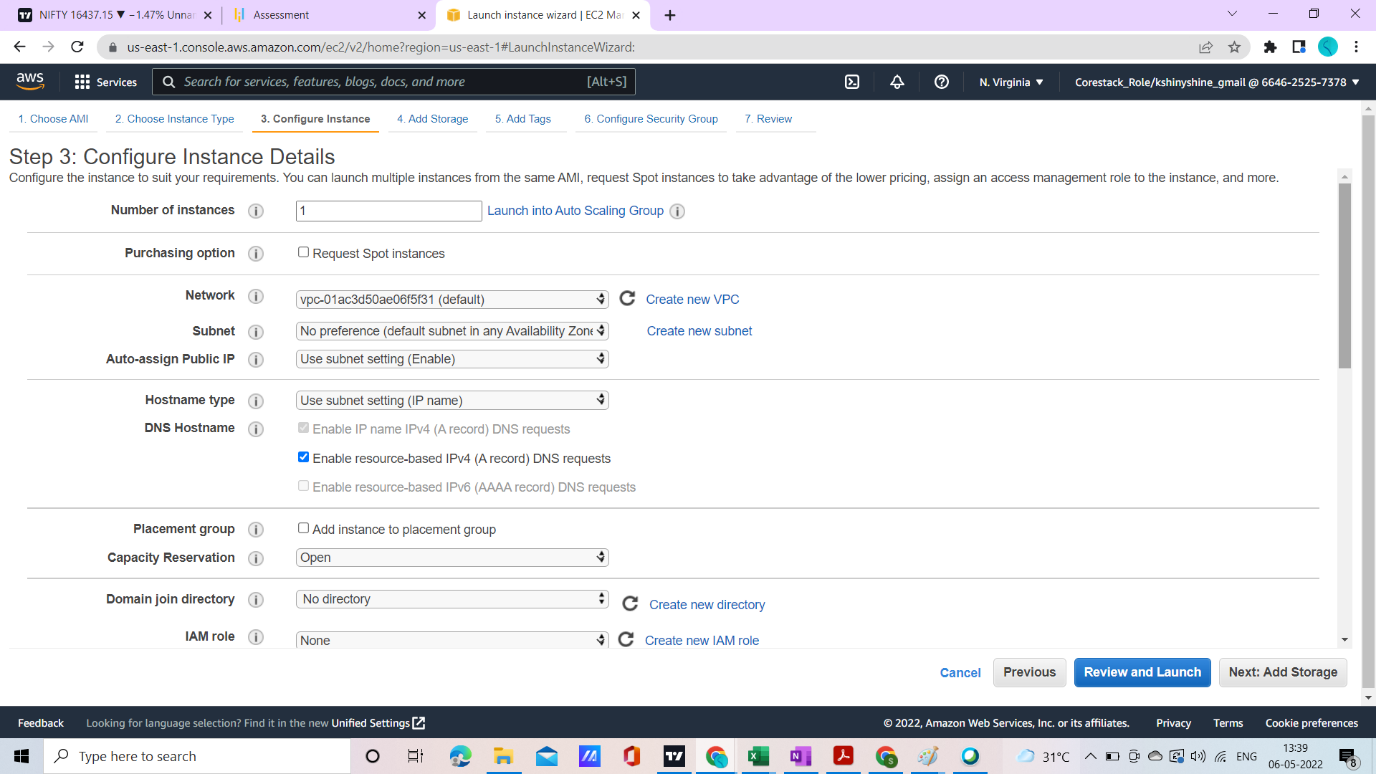 NIFTY 16437.15 ▼ −1.47% Unna
Assessment
Launch instance wizard | EC2 Ma
us-east-1.console.aws.amazon.com/ec2/v2/home?region=us-east-1#LaunchInstanceWizard:
aws Services Search for services, features, blogs, docs, and more [Alt+S] N. Virginia ▼ Corestack_Role/kshinyshine_gmail @ 6646-2525-7378 ▼
1. Choose AMI 2. Choose Instance Type 3. Configure Instance 4. Add Storage 5. Add Tags 6. Configure Security Group 7. Review
Step 3: Configure Instance Details
Configure the instance to suit your requirements. You can launch multiple instances from the same AMI, request Spot instances to take advantage of the lower pricing, assign an access management role to the instance, and more.
Number of instances 1 Launch into Auto Scaling Group
Purchasing option Request Spot instances
Network vpc-01ac3d50ae06f5f31 (default) Create new VPC
Subnet No preference (default subnet in any Availability Zone Create new subnet
Auto-assign Public IP Use subnet setting (Enable)
Hostname type Use subnet setting (IP name)
DNS Hostname Enable IP name IPv4 (A record) DNS requests
Enable resource-based IPv4 (A record) DNS requests
Enable resource-based IPv6 (AAAA record) DNS requests
Placement group Add instance to placement group
Capacity Reservation Open
Domain join directory No directory Create new directory
IAM role None Create new IAM role
Cancel Previous Review and Launch Next: Add Storage
Feedback Looking for language selection? Find it in the new Unified Settings © 2022, Amazon Web Services, Inc. or its affiliates. Privacy Terms Cookie preferences
Type here to search 31°C ENG 13:39
06-05-2022 8